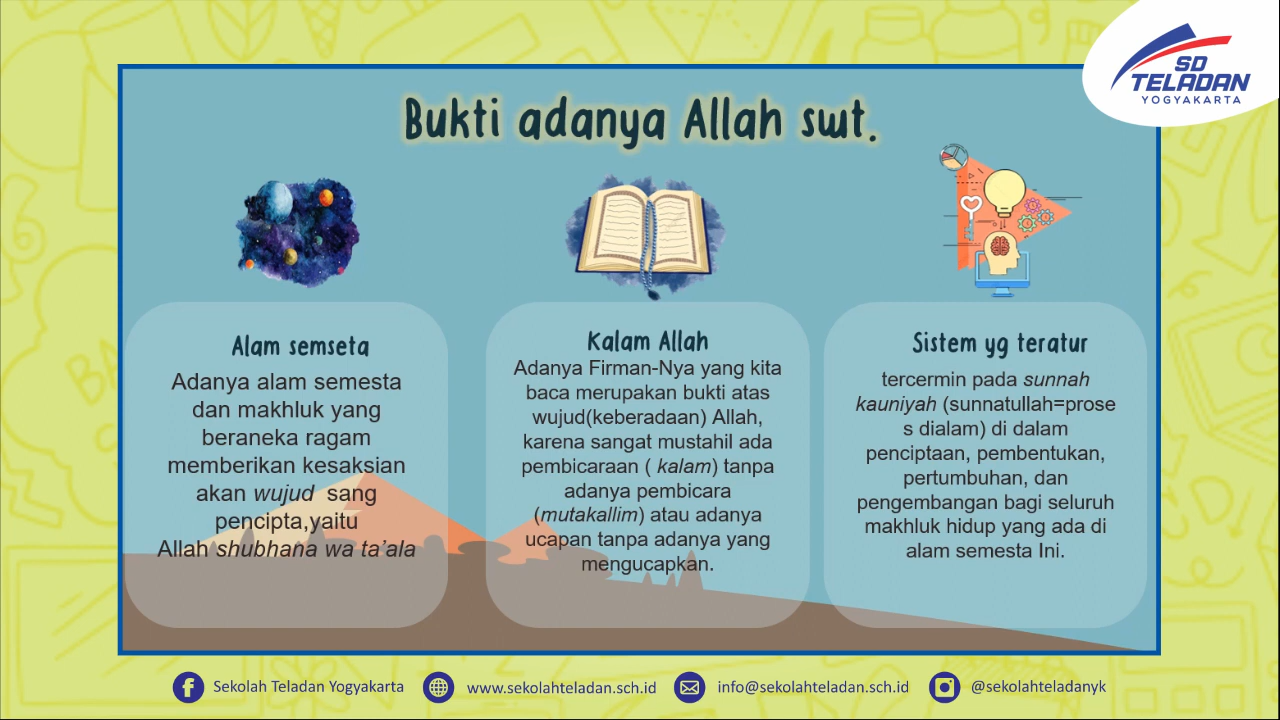 SD
TELADAN
YOGYAKARTA
Bukti adanya Allah swt.
Alam semseta
Adanya alam semesta
dan makhluk yang
beraneka ragam
memberikan kesaksian
akan wujud sang
pencipta,yaitu
Allah shubhana wa ta’ala
Kalam Allah
Adanya Firman-Nya yang kita
baca merupakan bukti atas
wujud(keberadaan) Allah,
karena sangat mustahil ada
pembicaraan ( kalam) tanpa
adanya pembicara
(mutakallim) atau adanya
ucapan tanpa adanya yang
mengucapkan.
Sistem yg teratur
tercermin pada sunnah
kauniyah (sunnatullah=prose
s dialam) di dalam
penciptaan, pembentukan,
pertumbuhan, dan
pengembangan bagi seluruh
makhluk hidup yang ada di
alam semesta Ini.
Sekolah Teladan Yogyakarta
www.sekolahteladan.sch.id
info@sekolahteladan.sch.id
@sekolahteladanyk